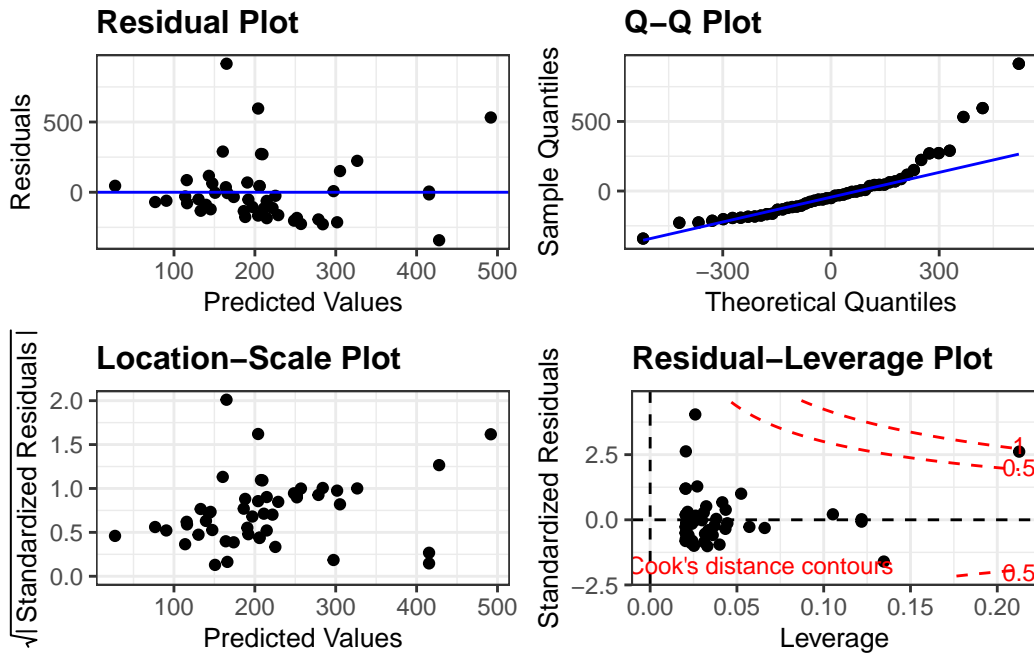 Residual Plot
Residuals
500
0
100
200
300
400
500
Predicted Values
Q−Q Plot
Sample Quantiles
500
0
−300
0
300
Theoretical Quantiles
Location−Scale Plot
√| Standardized Residuals |
2.0
1.5
1.0
0.5
0.0
100
200
300
400
500
Predicted Values
Residual−Leverage Plot
Standardized Residuals
2.5
0.0
−2.5
1
0.5
0.5
Cook's distance contours
0.00
0.05
0.10
0.15
0.20
Leverage